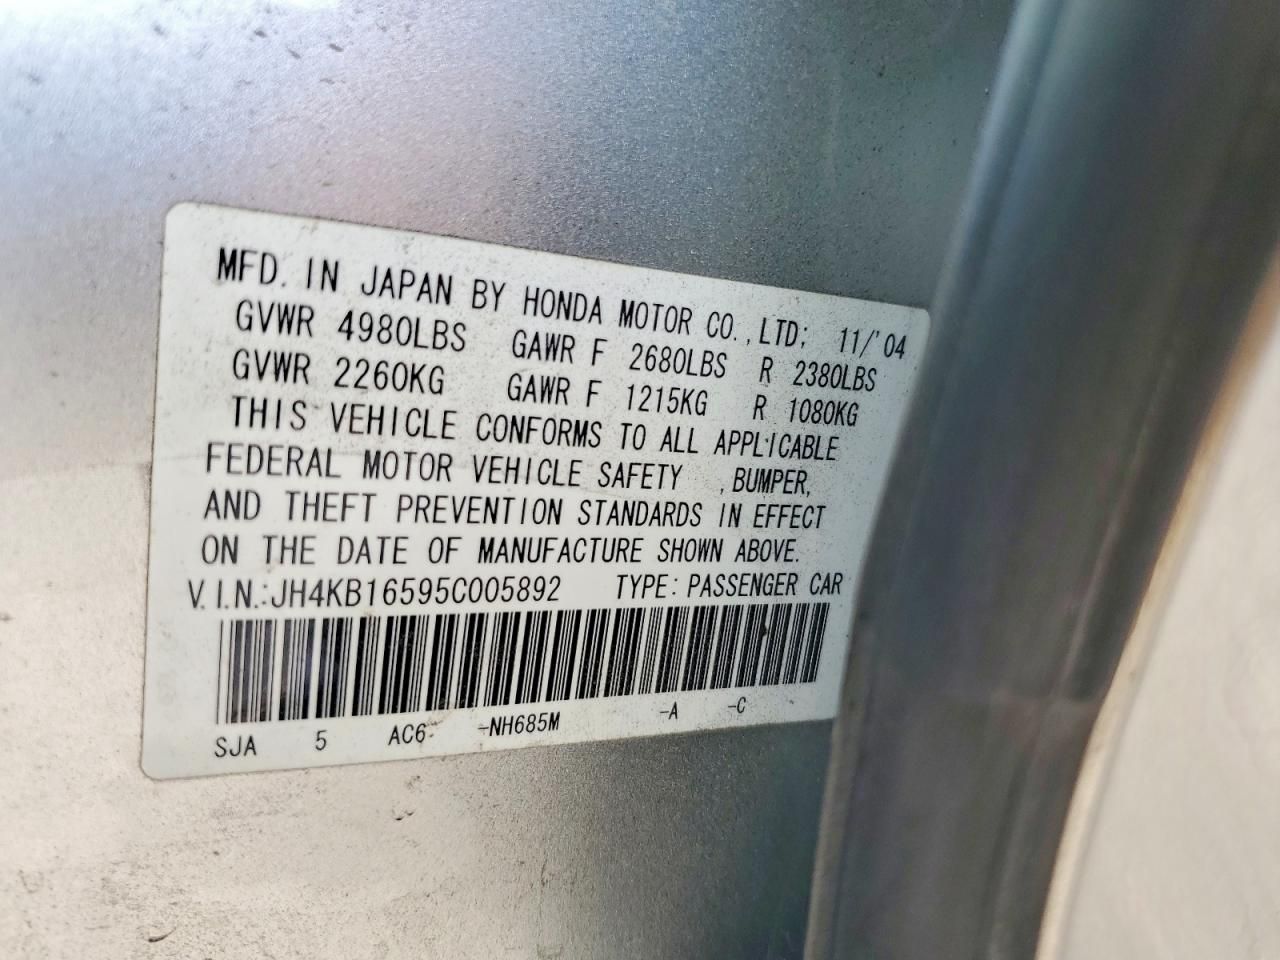 MFD. IN JAPAN BY HONDA MOTOR CO., LTD; 11/'04
GVWR 4980LBS GAWR F 2680LBS R 2380LBS
GVWR 2260KG GAWR F 1215KG R 1080KG
THIS VEHICLE CONFORMS TO ALL APPLICABLE
FEDERAL MOTOR VEHICLE SAFETY , BUMPER,
AND THEFT PREVENTION STANDARDS IN EFFECT
ON THE DATE OF MANUFACTURE SHOWN ABOVE.
V.I.N.:JH4KB16595C005892 TYPE: PASSENGER CAR
SJA 5 AC6 -NH685M -A -C